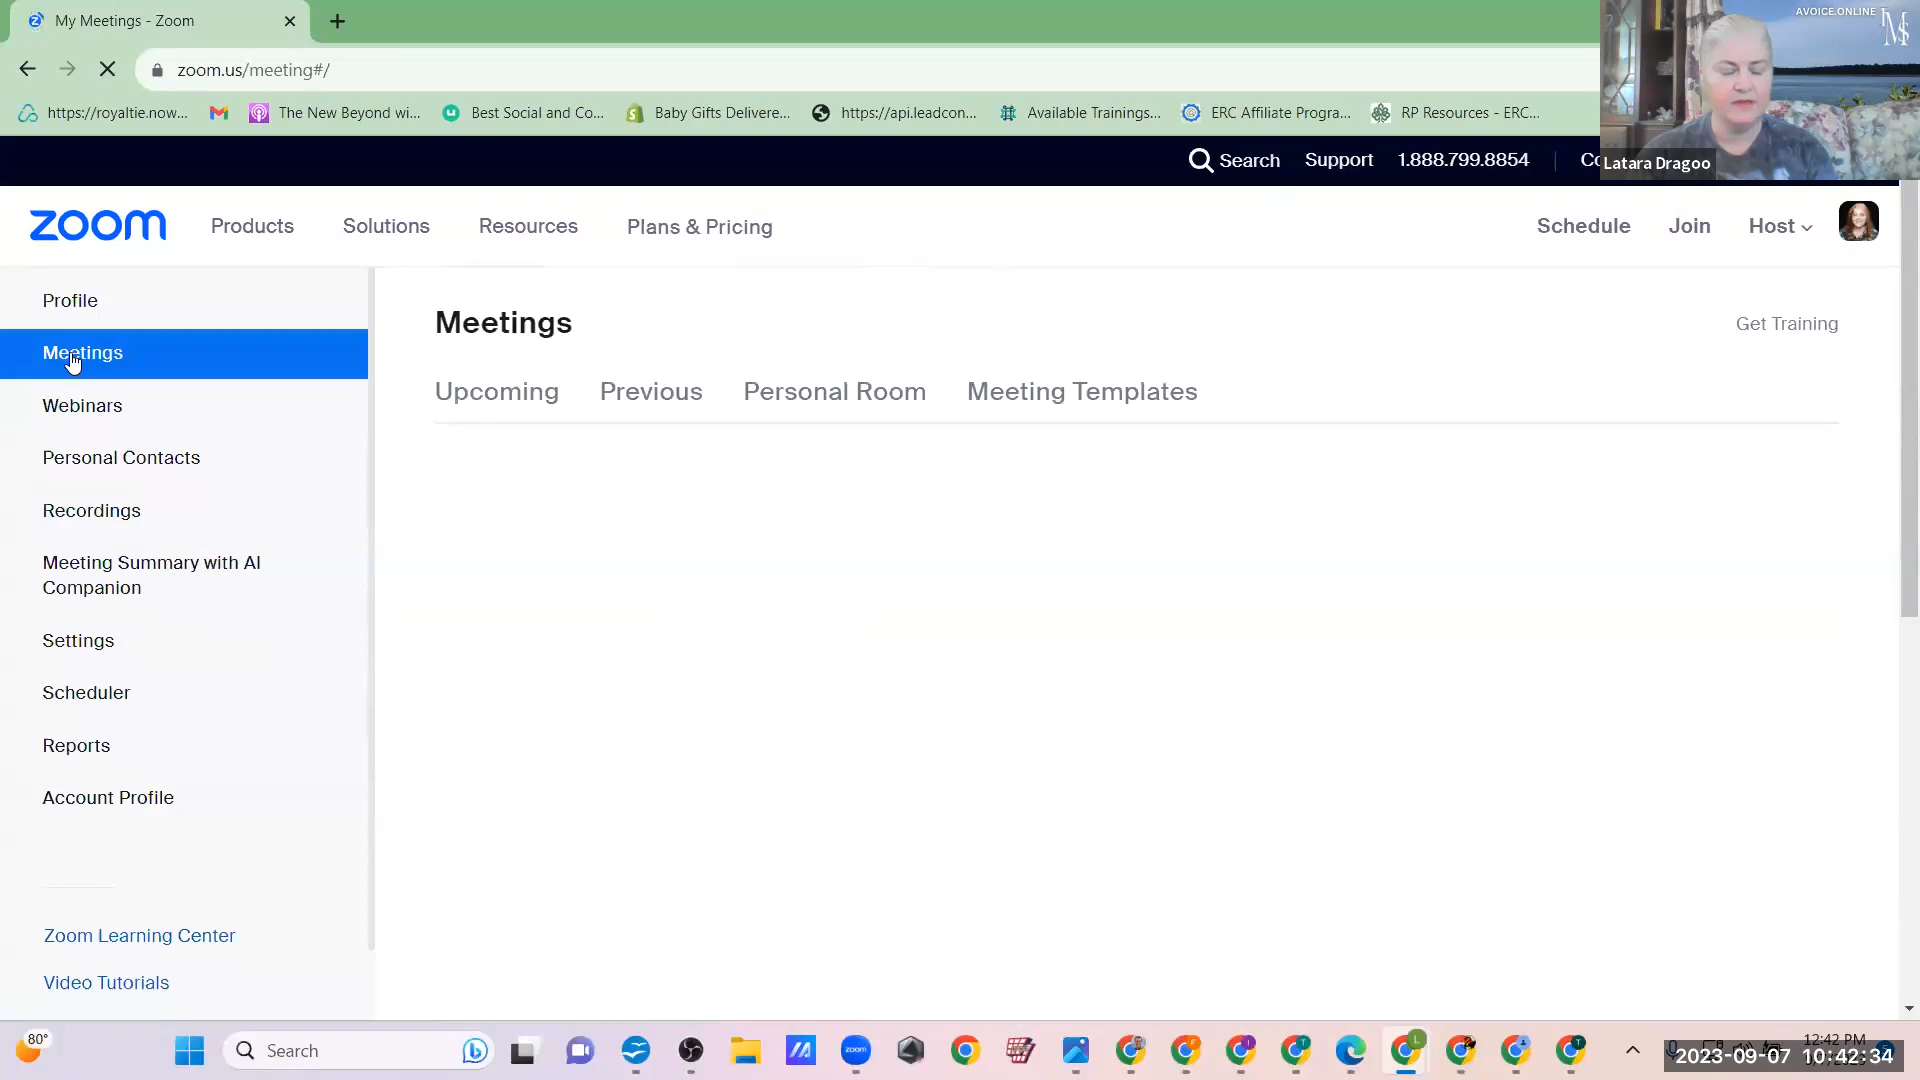 My Meetings - Zoom
zoom.us/meeting#/
https://royaltie.now...
The New Beyond wi...
Best Social and Co...
Baby Gifts Delivere...
https://api.leadcon...
Available Trainings...
ERC Affiliate Progra...
RP Resources - ERC...
AVOICE.ONLINE
Latara Dragoo
Search
Support
1.888.799.8854
Co
zoom
Products
Solutions
Resources
Plans & Pricing
Schedule
Join
Host
Profile
Meetings
Webinars
Personal Contacts
Recordings
Meeting Summary with AI
Companion
Settings
Scheduler
Reports
Account Profile
Zoom Learning Center
Video Tutorials
Meetings
Get Training
Upcoming
Previous
Personal Room
Meeting Templates
80°
Search
zoom
12:42 PM
2023-09-07 10:42:34